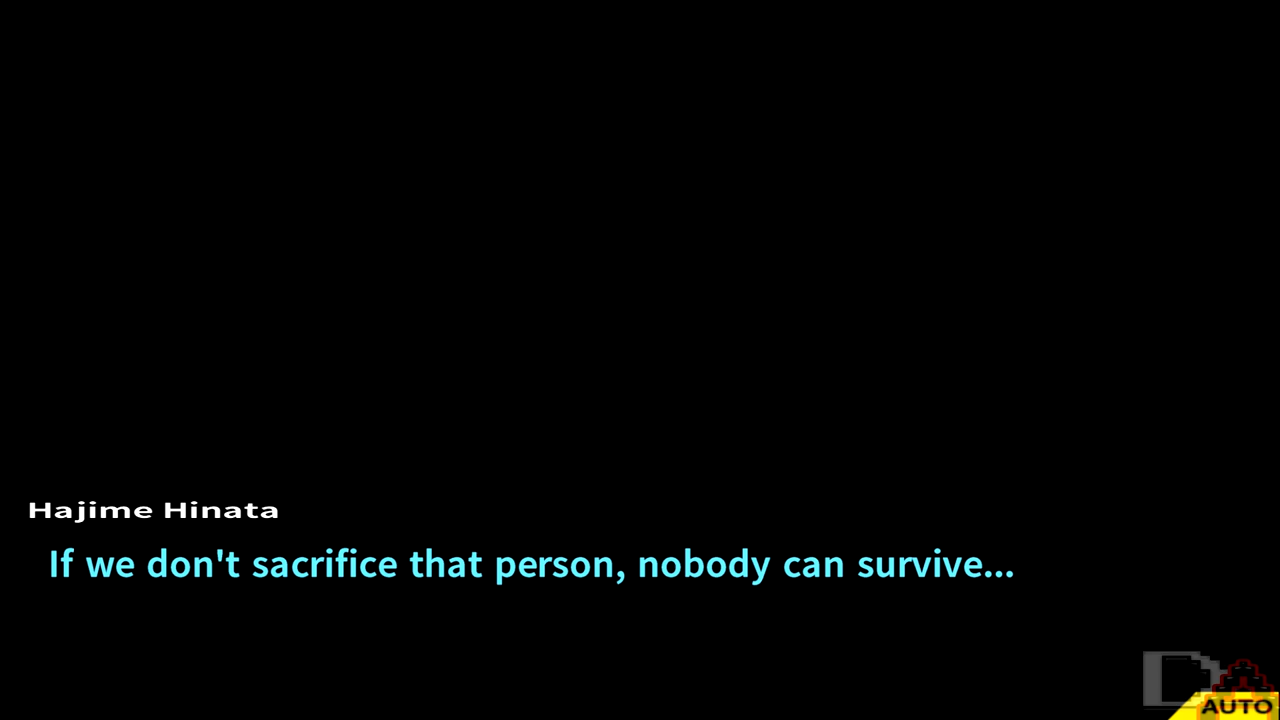 Hajime Hinata
If we don't sacrifice that person, nobody can survive...
AUTO